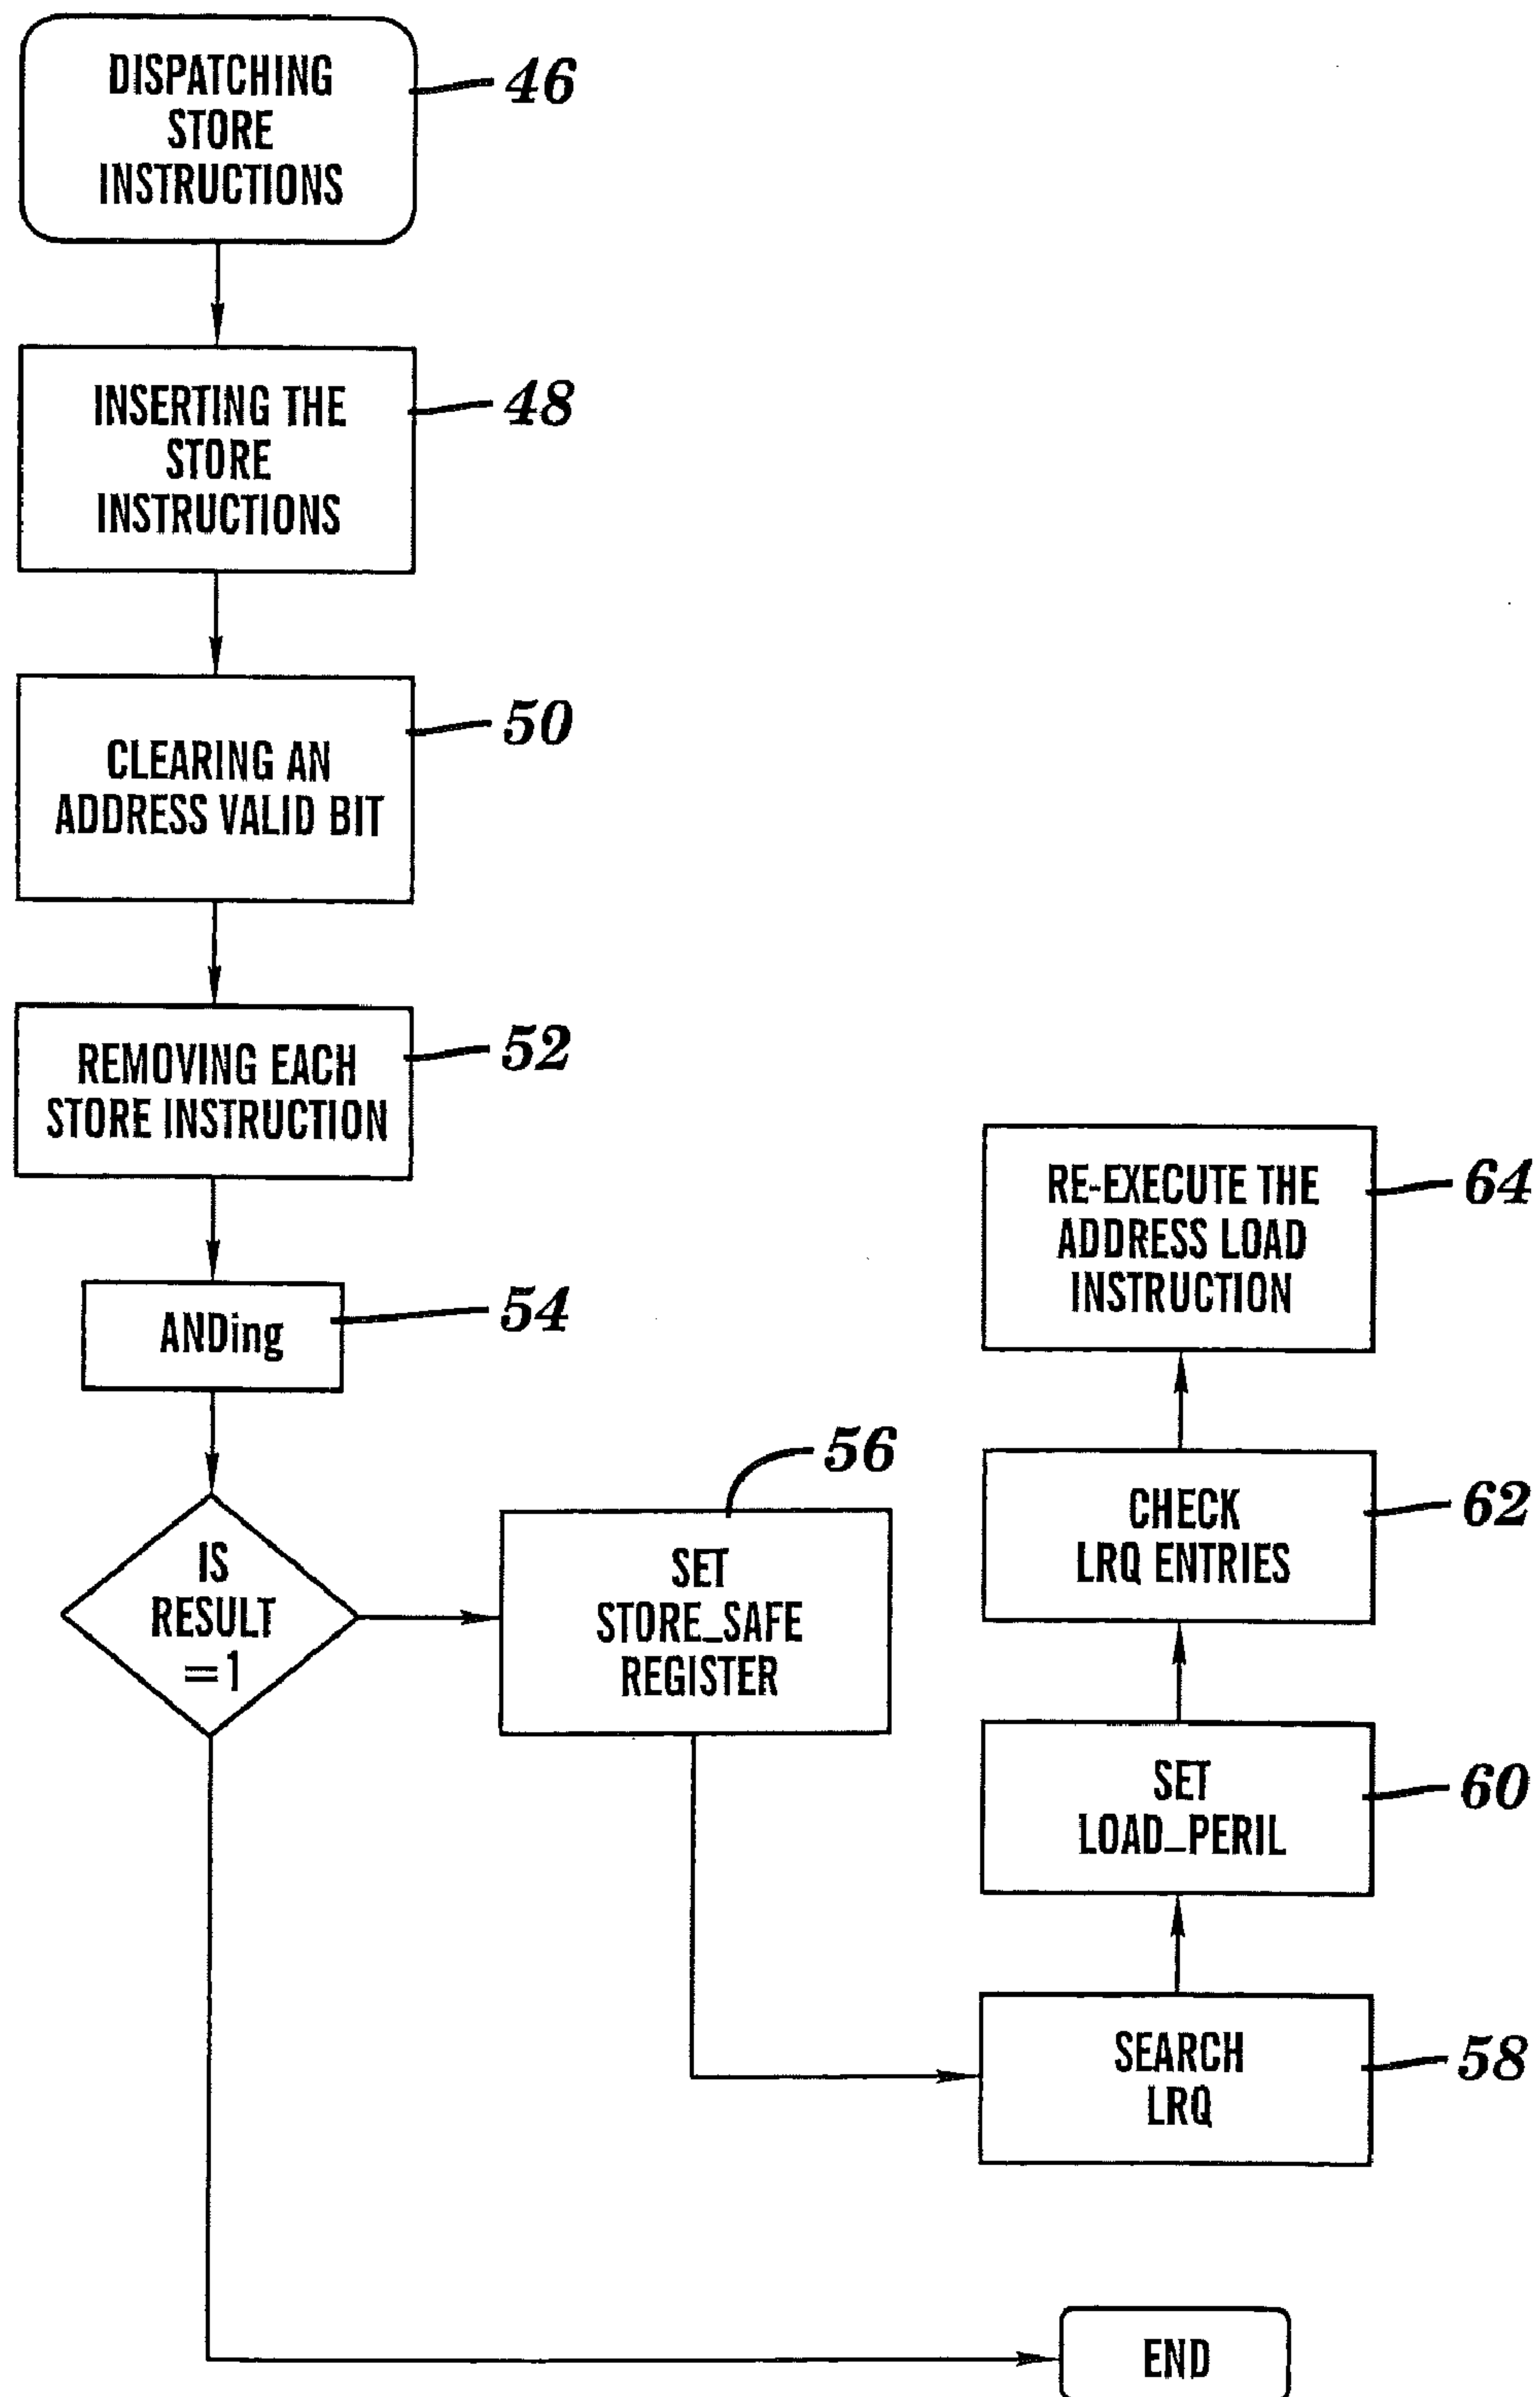 DISPATCHING
STORE
INSTRUCTIONS
46
INSERTING THE
STORE
INSTRUCTIONS
48
CLEARING AN
ADDRESS VALID BIT
50
REMOVING EACH
STORE INSTRUCTION
52
ANDing
54
IS
RESULT
=1
SET
STORE_SAFE
REGISTER
56
RE-EXECUTE THE
ADDRESS LOAD
INSTRUCTION
64
CHECK
LRQ ENTRIES
62
SET
LOAD_PERIL
60
SEARCH
LRQ
58
END